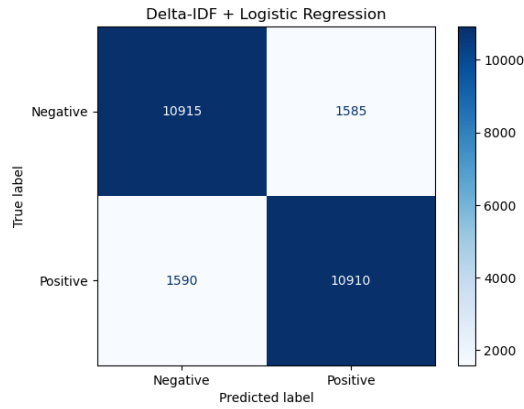 Delta-IDF + Logistic Regression
True label
Negative
10915
1585
Positive
1590
10910
Negative
Positive
Predicted label
10000
8000
6000
4000
2000